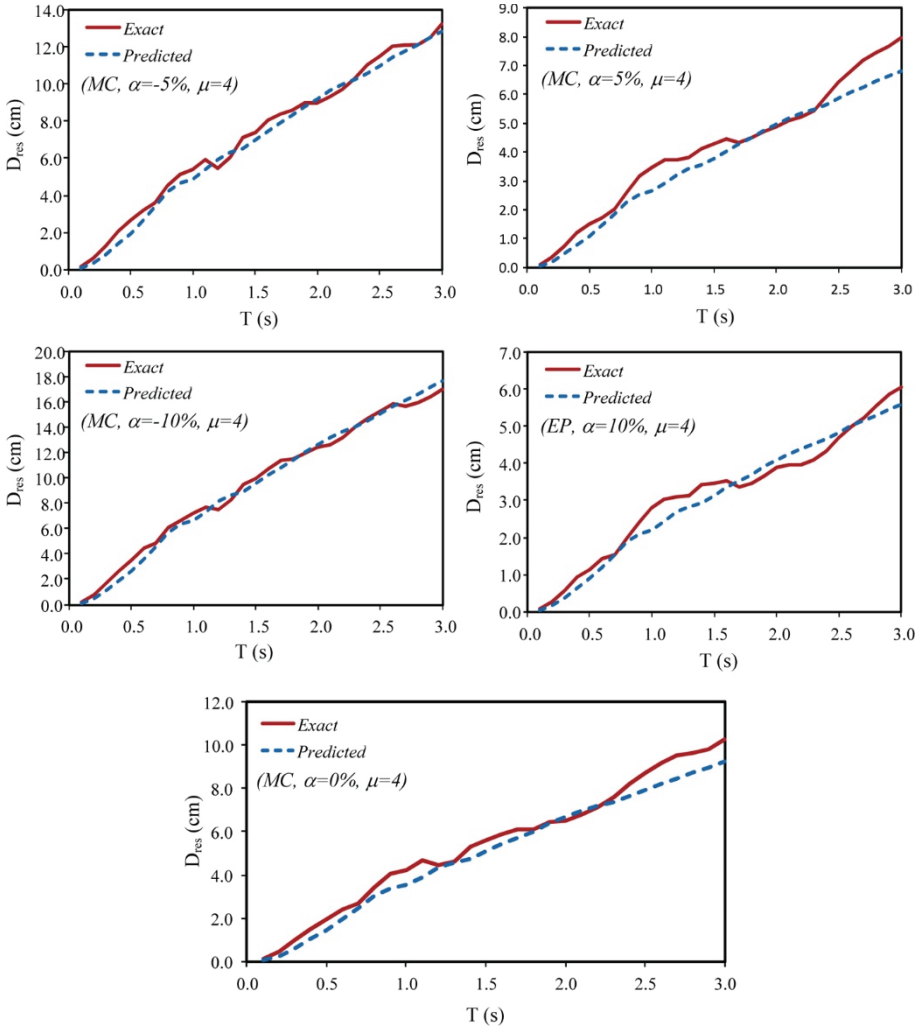 14.0
12.0
10.0
8.0
6.0
4.0
2.0
0.0
D_res (cm)
Exact
Predicted
(MC, α=-5%, μ=4)
0.0 0.5 1.0 1.5 2.0 2.5 3.0
T (s)
9.0
8.0
7.0
6.0
5.0
4.0
3.0
2.0
1.0
0.0
D_res (cm)
Exact
Predicted
(MC, α=5%, μ=4)
0.0 0.5 1.0 1.5 2.0 2.5 3.0
T (s)
20.0
18.0
16.0
14.0
12.0
10.0
8.0
6.0
4.0
2.0
0.0
D_res (cm)
Exact
Predicted
(MC, α=-10%, μ=4)
0.0 0.5 1.0 1.5 2.0 2.5 3.0
T (s)
7.0
6.0
5.0
4.0
3.0
2.0
1.0
0.0
D_res (cm)
Exact
Predicted
(EP, α=10%, μ=4)
0.0 0.5 1.0 1.5 2.0 2.5 3.0
T (s)
12.0
10.0
8.0
6.0
4.0
2.0
0.0
D_res (cm)
Exact
Predicted
(MC, α=0%, μ=4)
0.0 0.5 1.0 1.5 2.0 2.5 3.0
T (s)